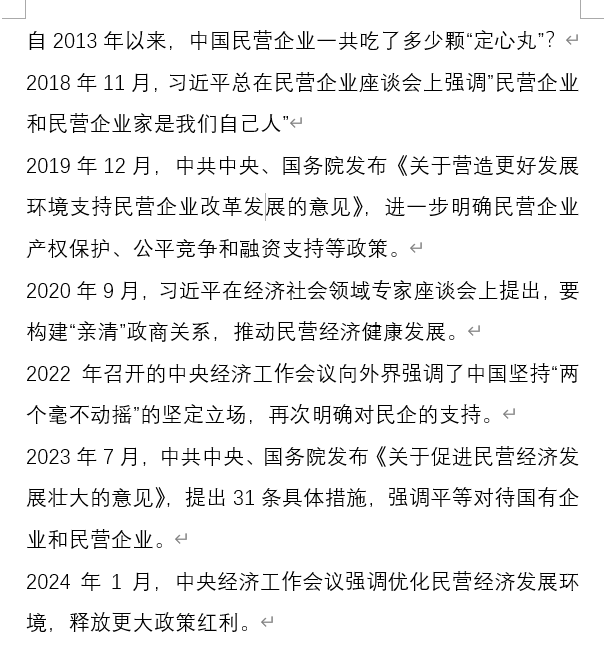 自 2013 年以来，中国民营企业一共吃了多少颗“定心丸”？
2018 年 11 月，习近平总在民营企业座谈会上强调”民营企业
和民营企业家是我们自己人”
2019 年 12 月，中共中央、国务院发布《关于营造更好发展
环境支持民营企业改革发展的意见》，进一步明确民营企业
产权保护、公平竞争和融资支持等政策。
2020 年 9 月，习近平在经济社会领域专家座谈会上提出，要
构建“亲清”政商关系，推动民营经济健康发展。
2022 年召开的中央经济工作会议向外界强调了中国坚持“两
个毫不动摇”的坚定立场，再次明确对民企的支持。
2023 年 7 月，中共中央、国务院发布《关于促进民营经济发
展壮大的意见》，提出 31 条具体措施，强调平等对待国有企
业和民营企业。
2024 年 1 月，中央经济工作会议强调优化民营经济发展环
境，释放更大政策红利。